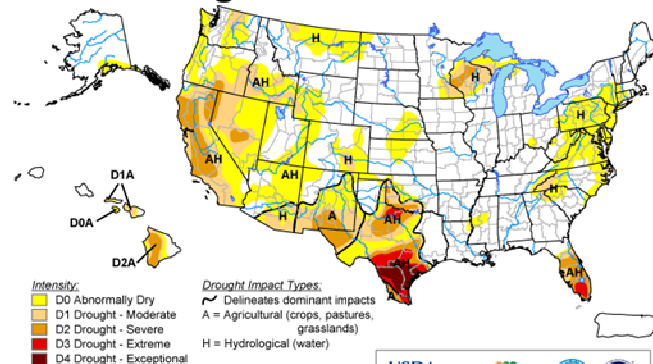 H
AH
H
H
AH
H
AH
H
H
A
AH
AH
AH
D1A
D0A
D2A
Intensity:
D0 Abnormally Dry
D1 Drought - Moderate
D2 Drought - Severe
D3 Drought - Extreme
D4 Drought - Exceptional
Drought Impact Types:
Delineates dominant impacts
A = Agricultural (crops, pastures,
grasslands)
H = Hydrological (water)